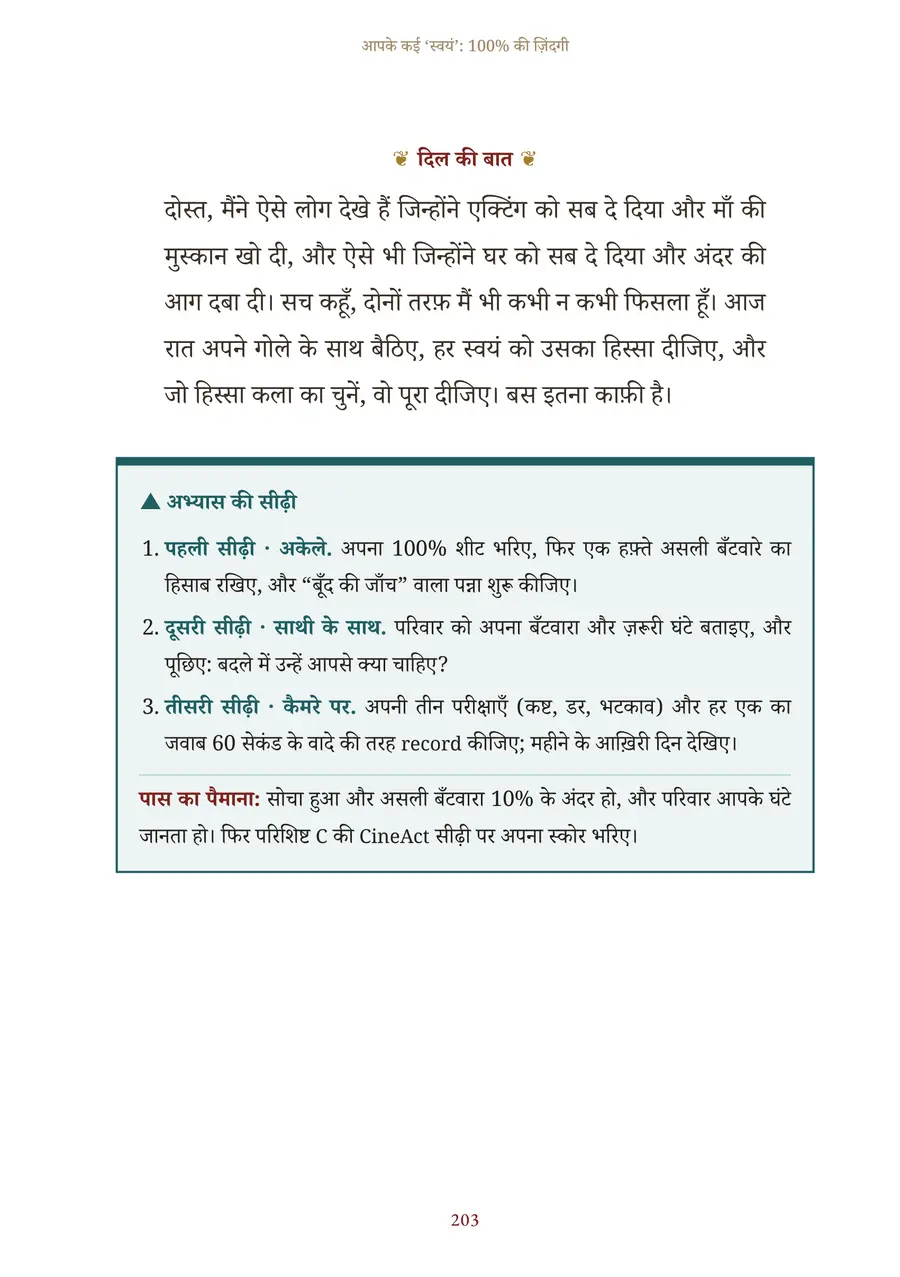 आपके कई ‘स्वयं’: 100% की ज़िंदगी
❦ दिल की बात ❦
दोस्त, मैंने ऐसे लोग देखे हैं जिन्होंने एक्टिंग को सब दे दिया और माँ की
मुस्कान खो दी, और ऐसे भी जिन्होंने घर को सब दे दिया और अंदर की
आग दबा दी। सच कहूँ, दोनों तरफ़ मैं भी कभी न कभी फिसला हूँ। आज
रात अपने गोले के साथ बैठिए, हर स्वयं को उसका हिस्सा दीजिए, और
जो हिस्सा कला का चुनें, वो पूरा दीजिए। बस इतना काफ़ी है।
▲ अभ्यास की सीढ़ी
1. पहली सीढ़ी · अकेले. अपना 100% शीट भरिए, फिर एक हफ़्ते असली बँटवारे का
हिसाब रखिए, और “बूँद की जाँच” वाला पन्ना शुरू कीजिए।
2. दूसरी सीढ़ी · साथी के साथ. परिवार को अपना बँटवारा और ज़रूरी घंटे बताइए, और
पूछिए: बदले में उन्हें आपसे क्या चाहिए?
3. तीसरी सीढ़ी · कैमरे पर. अपनी तीन परीक्षाएँ (कष्ट, डर, भटकाव) और हर एक का
जवाब 60 सेकंड के वादे की तरह record कीजिए; महीने के आख़िरी दिन देखिए।
पास का पैमाना: सोचा हुआ और असली बँटवारा 10% के अंदर हो, और परिवार आपके घंटे
जानता हो। फिर परिशिष्ट C की CineAct सीढ़ी पर अपना स्कोर भरिए।
203